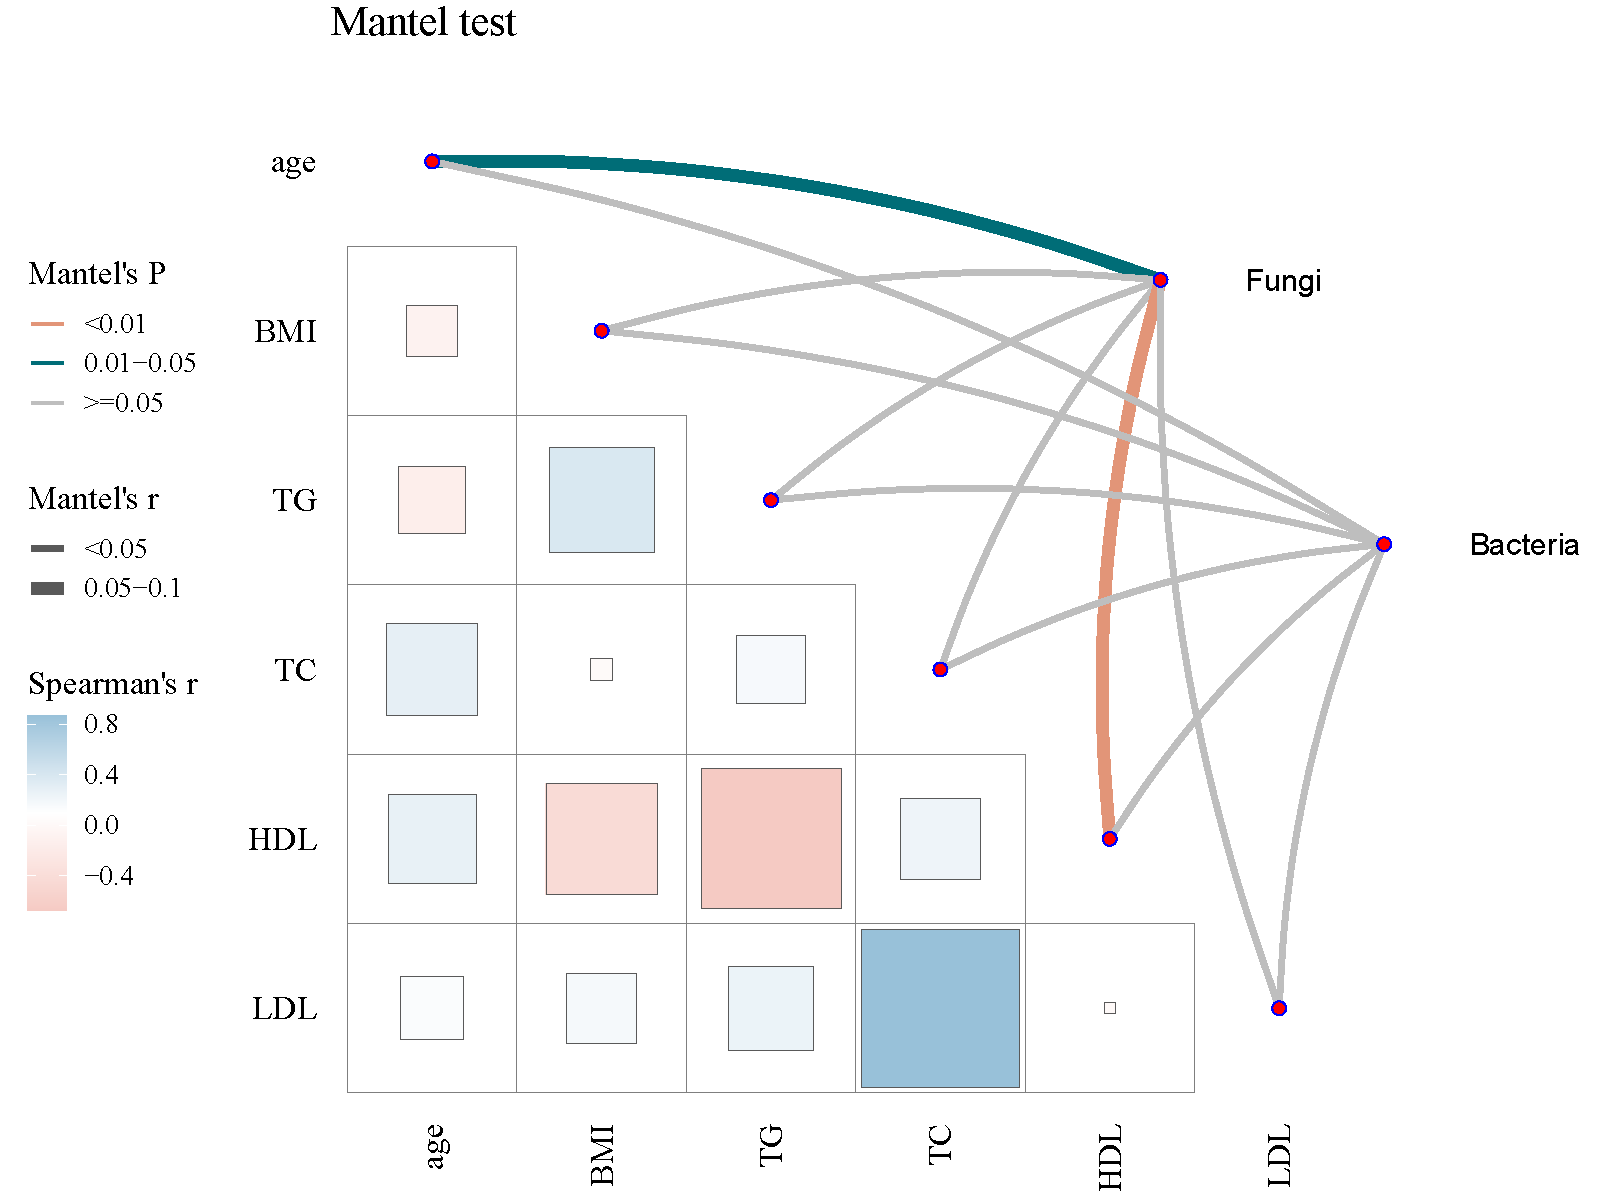 Mantel test
age
BMI
TG
TC
HDL
LDL
Fungi
Bacteria
Mantel's P
<0.01
0.01−0.05
>=0.05
Mantel's r
<0.05
0.05−0.1
Spearman's r
0.8
0.4
0.0
−0.4
age
BMI
TG
TC
HDL
LDL